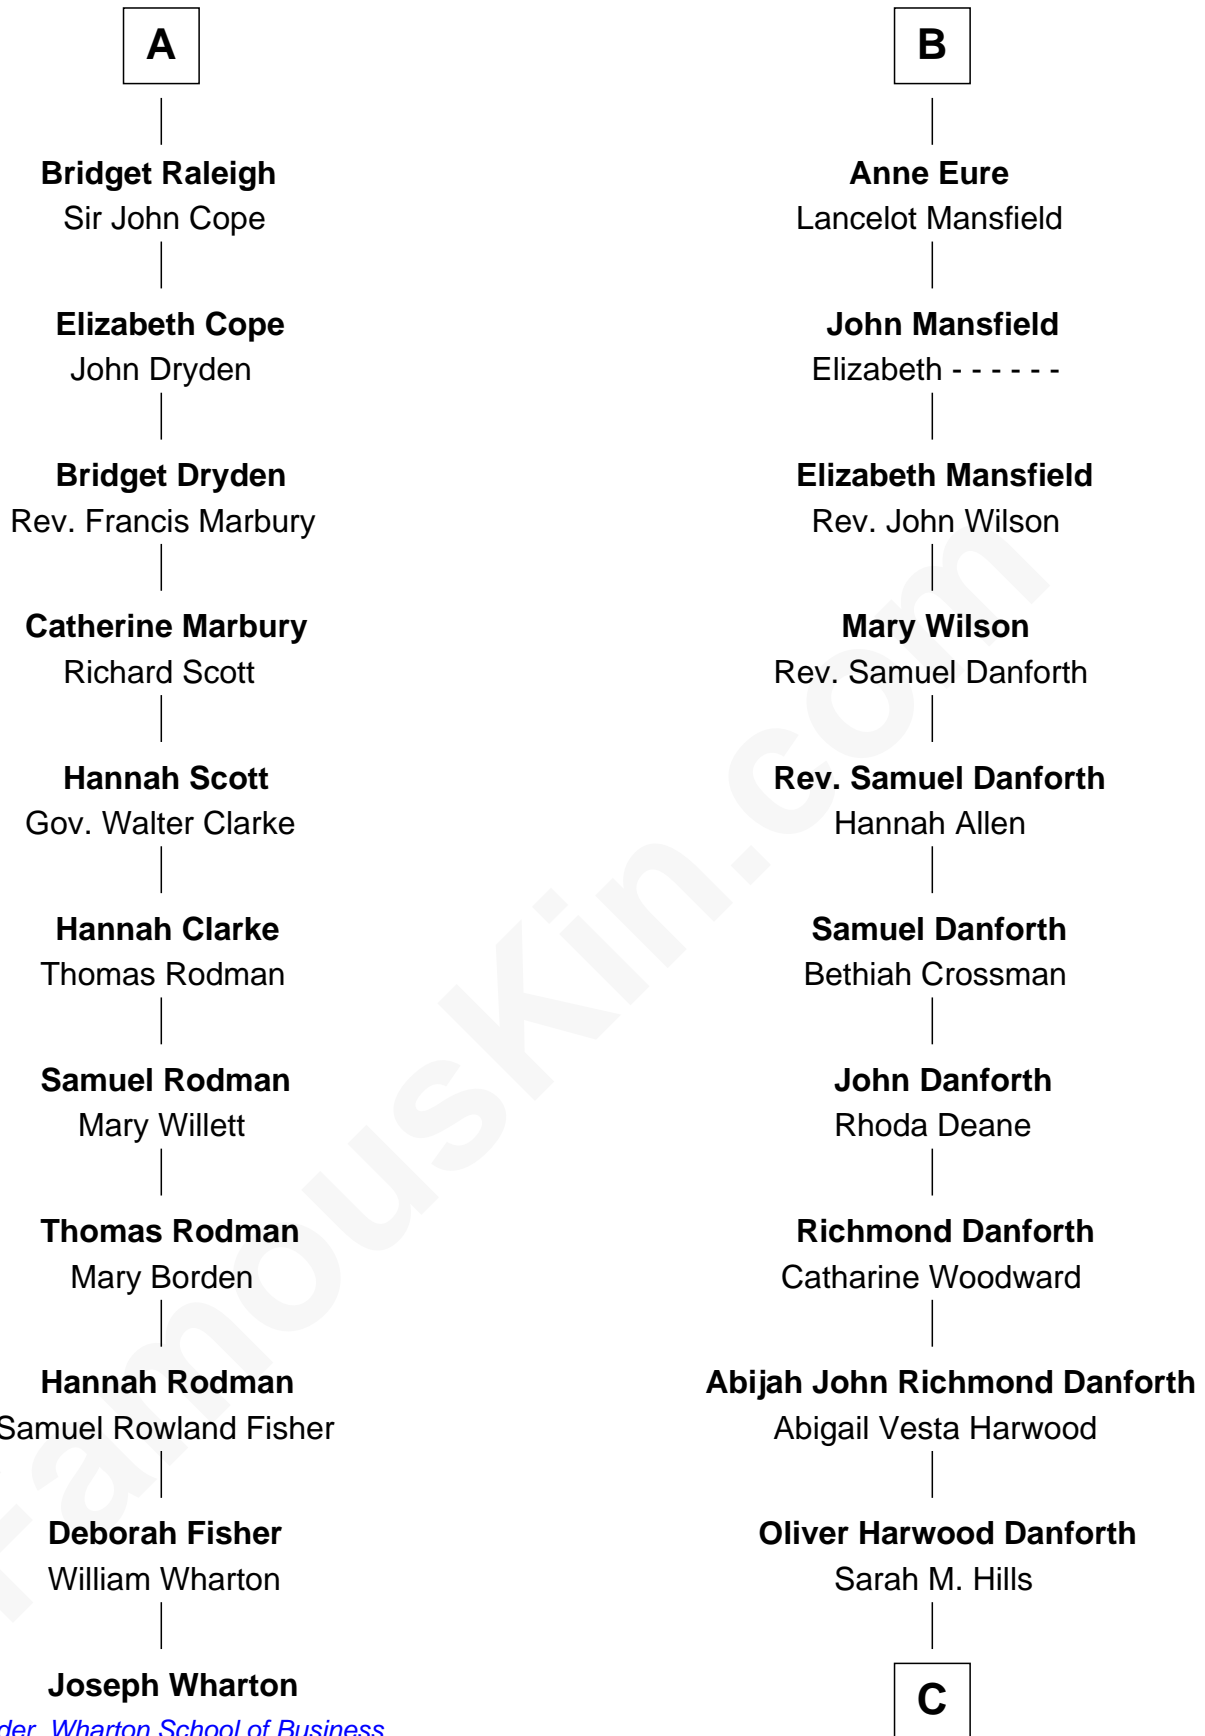 A
Bridget Raleigh
Sir John Cope
Elizabeth Cope
John Dryden
Bridget Dryden
Rev. Francis Marbury
Catherine Marbury
Richard Scott
Hannah Scott
Gov. Walter Clarke
Hannah Clarke
Thomas Rodman
Samuel Rodman
Mary Willett
Thomas Rodman
Mary Borden
Hannah Rodman
Samuel Rowland Fisher
Deborah Fisher
William Wharton
Joseph Wharton
Wharton School of Business
B
Anne Eure
Lancelot Mansfield
John Mansfield
Elizabeth - - - - - -
Elizabeth Mansfield
Rev. John Wilson
Mary Wilson
Rev. Samuel Danforth
Rev. Samuel Danforth
Hannah Allen
Samuel Danforth
Bethiah Crossman
John Danforth
Rhoda Deane
Richmond Danforth
Catharine Woodward
Abijah John Richmond Danforth
Abigail Vesta Harwood
Oliver Harwood Danforth
Sarah M. Hills
C
FamousKin.com